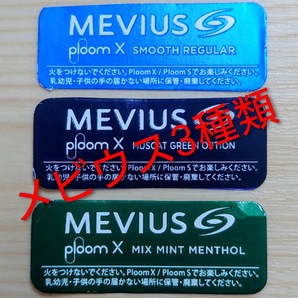 MEVIUS
ploom X SMOOTH REGULAR
火をつけないでください。Ploom X / Ploom Sでお楽しみください。
乳幼児・子供の手の届かない場所に保管・廃棄してください。
MEVIUS
ploom X MUSCAT GREEN OPTION
火をつけないでください。Ploom X / Ploom Sでお楽しみください。
乳幼児・子供の手の届かない場所に保管・廃棄してください。
メビウス3種類
MEVIUS
ploom X MIX MINT MENTHOL
火をつけないでください。Ploom X / Ploom Sでお楽しみください。
乳幼児・子供の手の届かない場所に保管・廃棄してください。